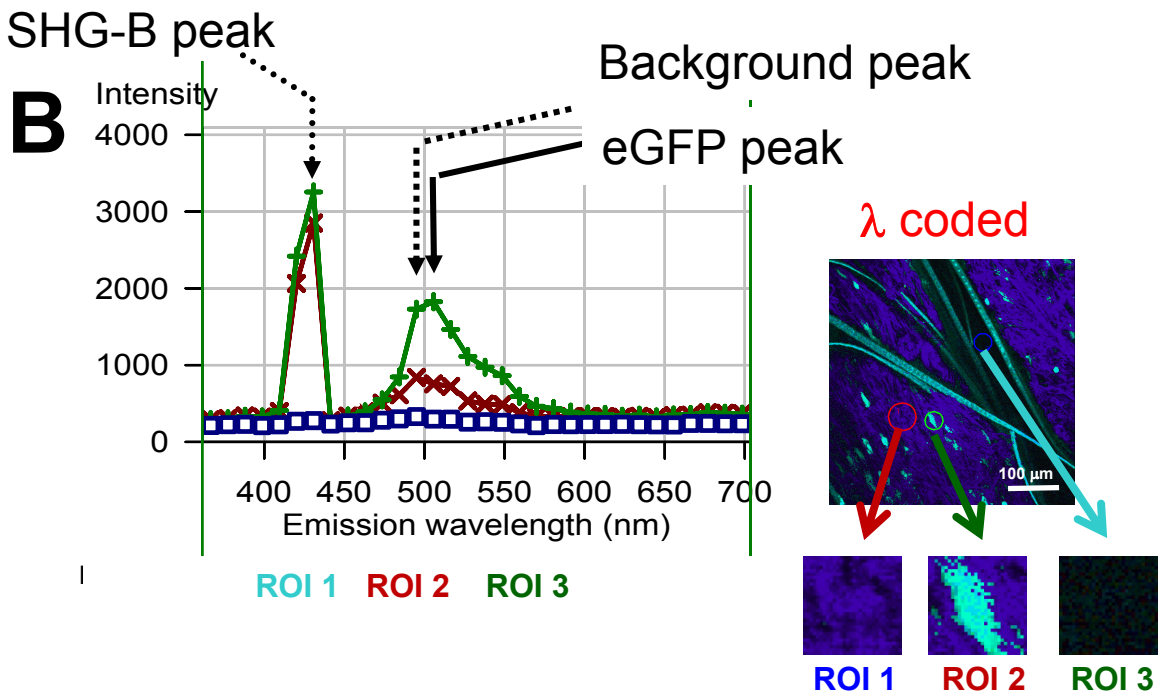 SHG-B peak
Background peak
eGFP peak
B
Intensity
4000
3000
2000
1000
0
400 450 500 550 600 650 700
Emission wavelength (nm)
ROI 1 ROI 2 ROI 3
λ coded
100 µm
ROI 1 ROI 2 ROI 3